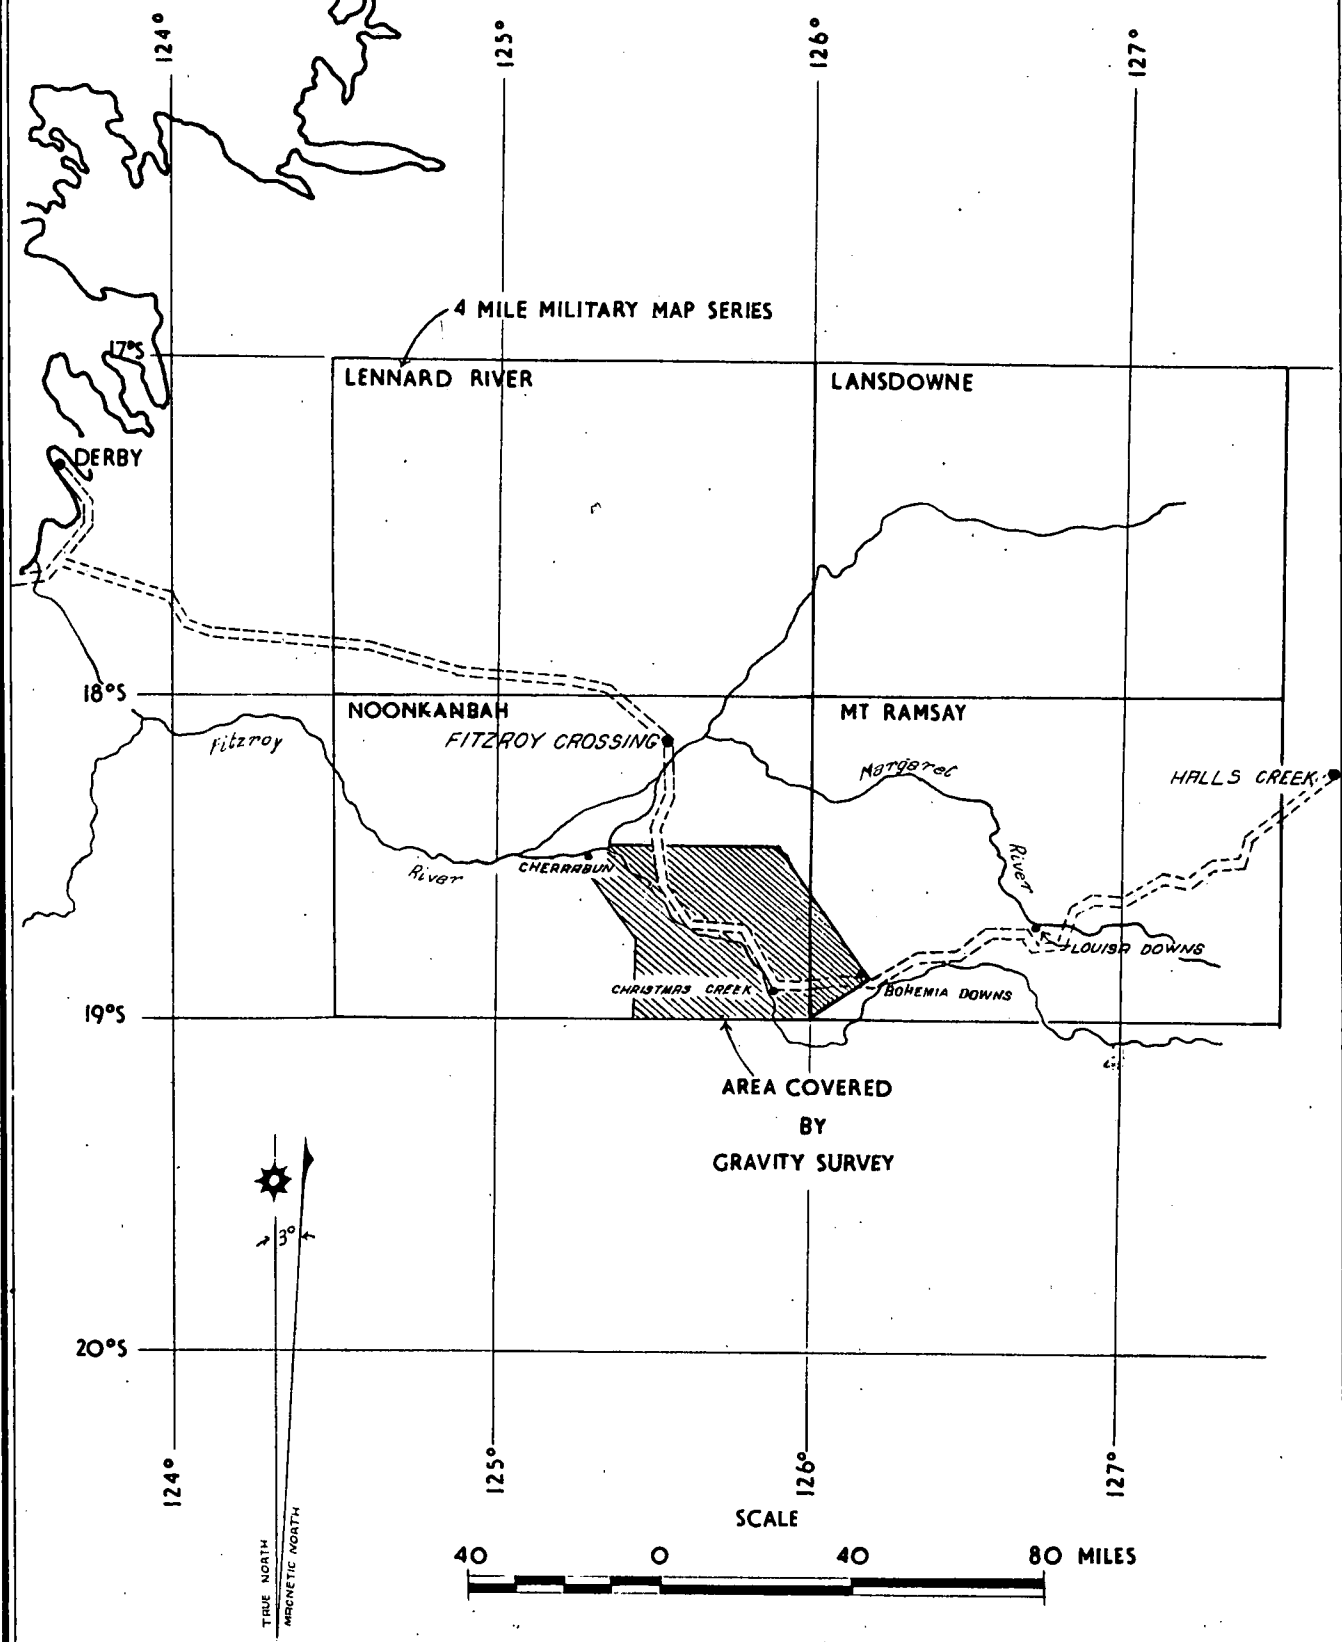 124°
125°
126°
127°
4 MILE MILITARY MAP SERIES
17°S
LENNARD RIVER
LANSDOWNE
DERBY
18°S
NOONKANBAH
MT RAMSAY
Fitzroy
FITZROY CROSSING
Margaret
HALLS CREEK
River
CHERRABUN
River
LOUISA DOWNS
CHRISTMAS CREEK
BOHEMIA DOWNS
19°S
AREA COVERED
BY
GRAVITY SURVEY
3°
20°S
124°
125°
126°
127°
TRUE NORTH
MAGNETIC NORTH
SCALE
40 0 40 80 MILES